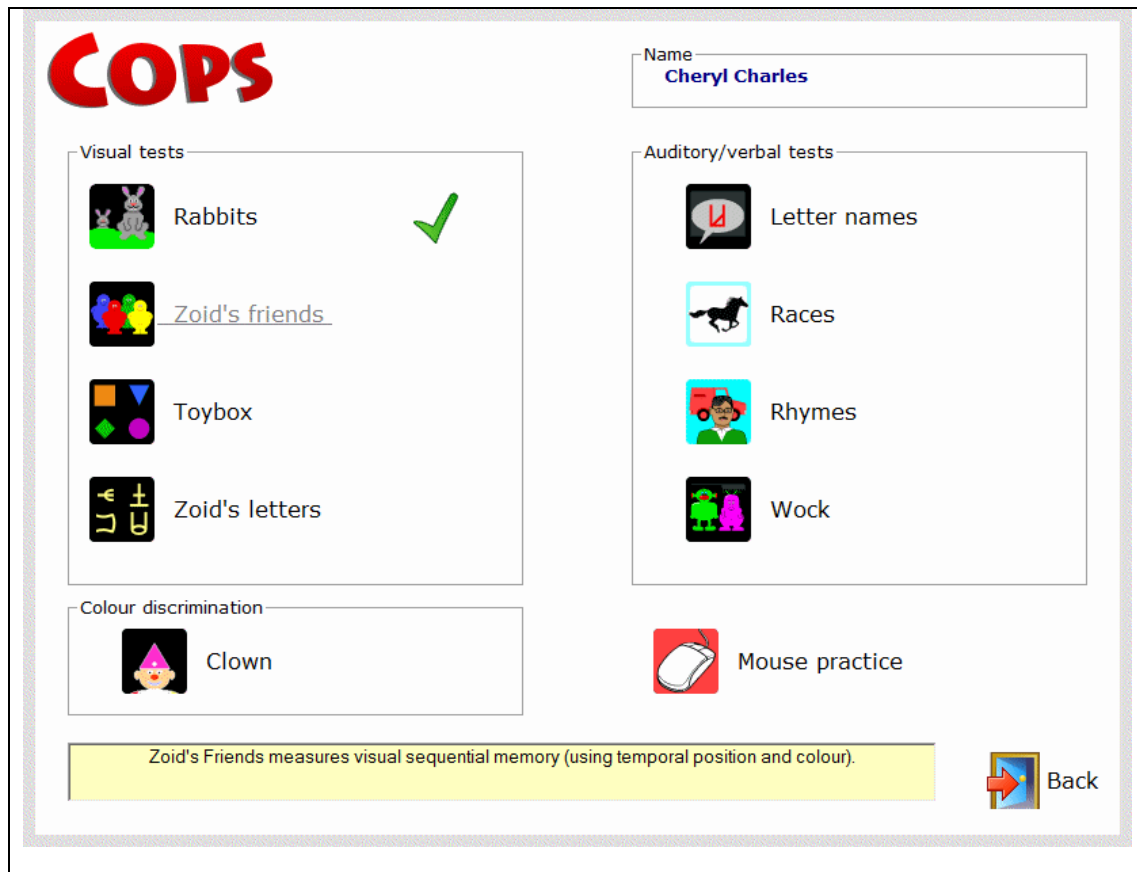 COPS
Name
Cheryl Charles
Visual tests
Rabbits
Zoid's friends
Toybox
Zoid's letters
Auditory/verbal tests
Letter names
Races
Rhymes
Wock
Colour discrimination
Clown
Mouse practice
Zoid's Friends measures visual sequential memory (using temporal position and colour).
Back